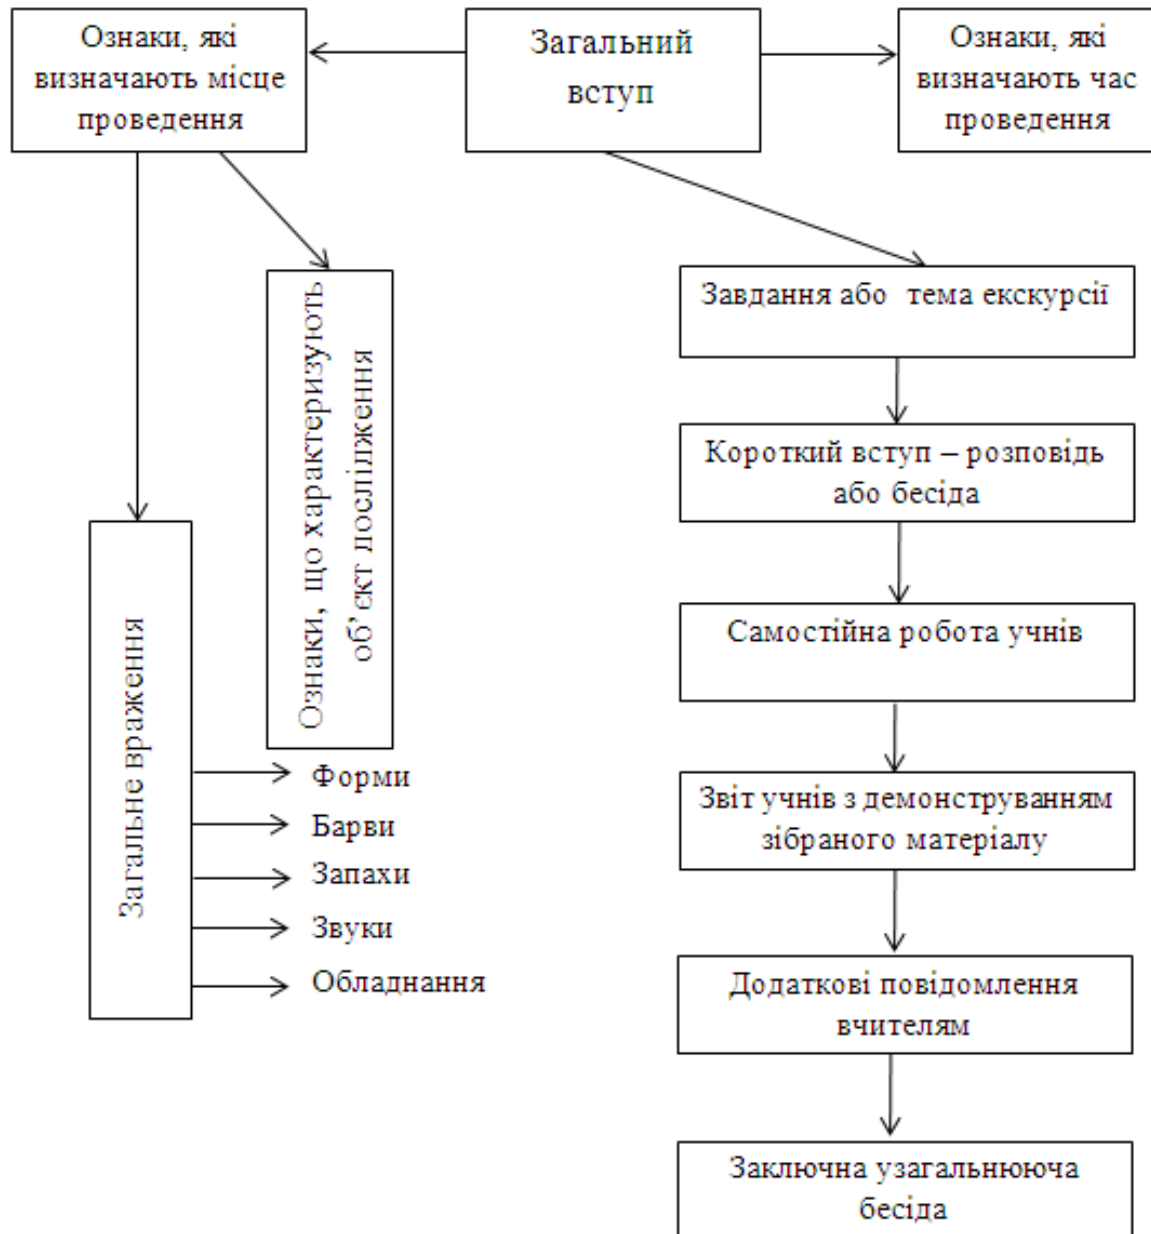 Ознаки, які
визначають місце
проведення
Загальний
вступ
Ознаки, які
визначають час
проведення
Ознаки, що характеризують
об’єкт послілження
Завдання або тема екскурсії
Короткий вступ – розповідь
або бесіда
Самостійна робота учнів
Загальне враження
Форми
Барви
Запахи
Звуки
Обладнання
Звіт учнів з демонструванням
зібраного матеріалу
Додаткові повідомлення
вчителям
Заключна узагальнююча
бесіда